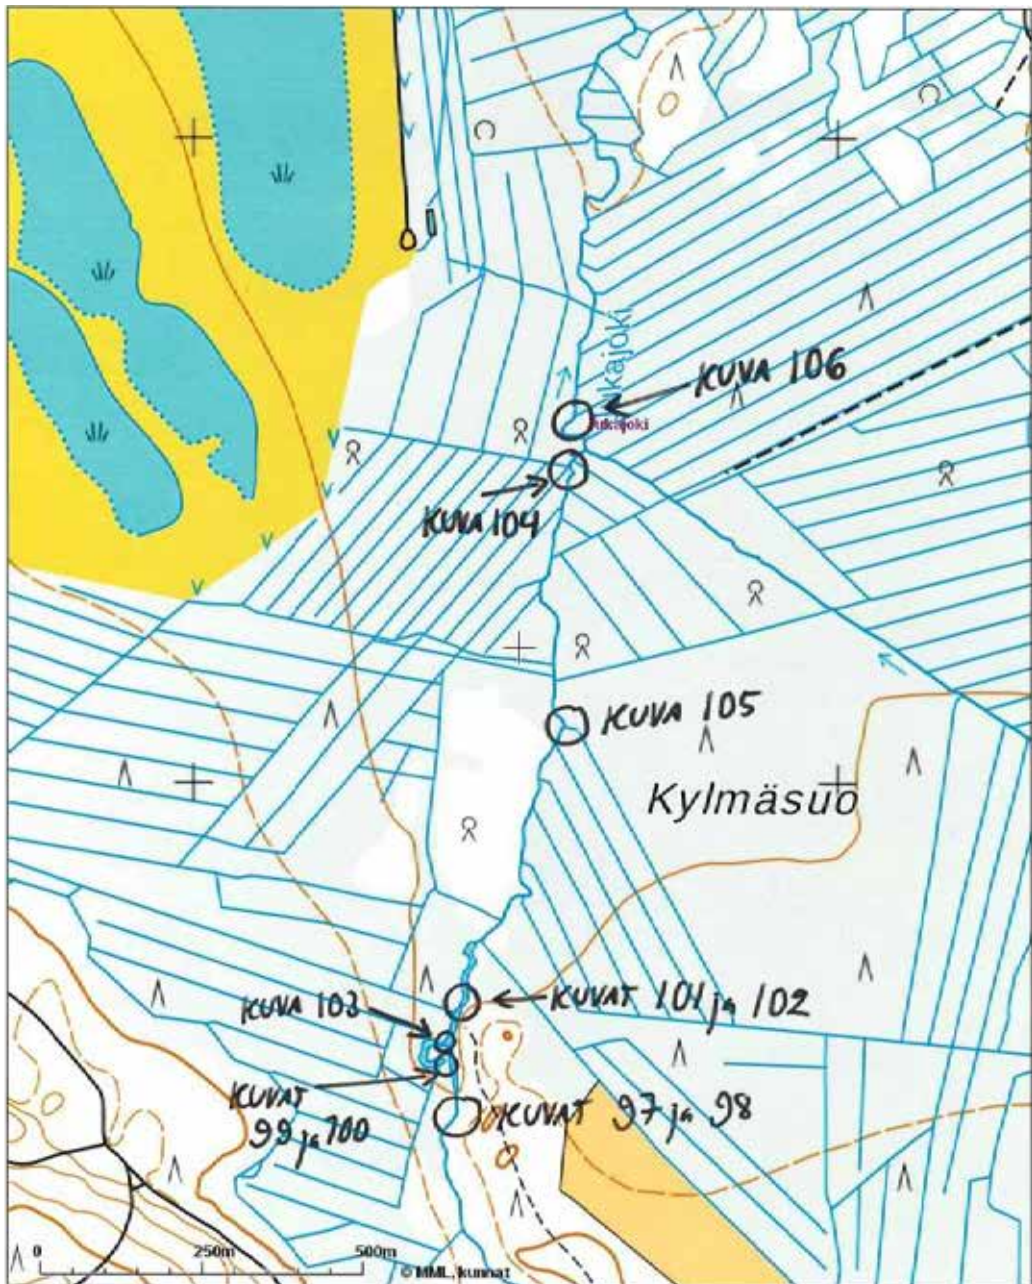 KUVA 106
Jukajoki
KUVA 104
KUVA 105
Kylmäsuo
KUVA 103
KUVAT 101 ja 102
KUVAT
99 ja 100
KUVAT 97 ja 98
0 250m 500m
© MML, kunnat